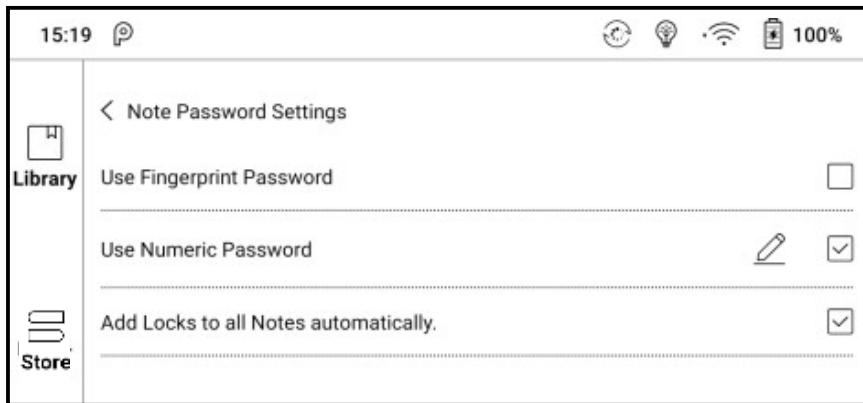 15:19
100%
Note Password Settings
Library
Use Fingerprint Password
Use Numeric Password
Add Locks to all Notes automatically.
Store